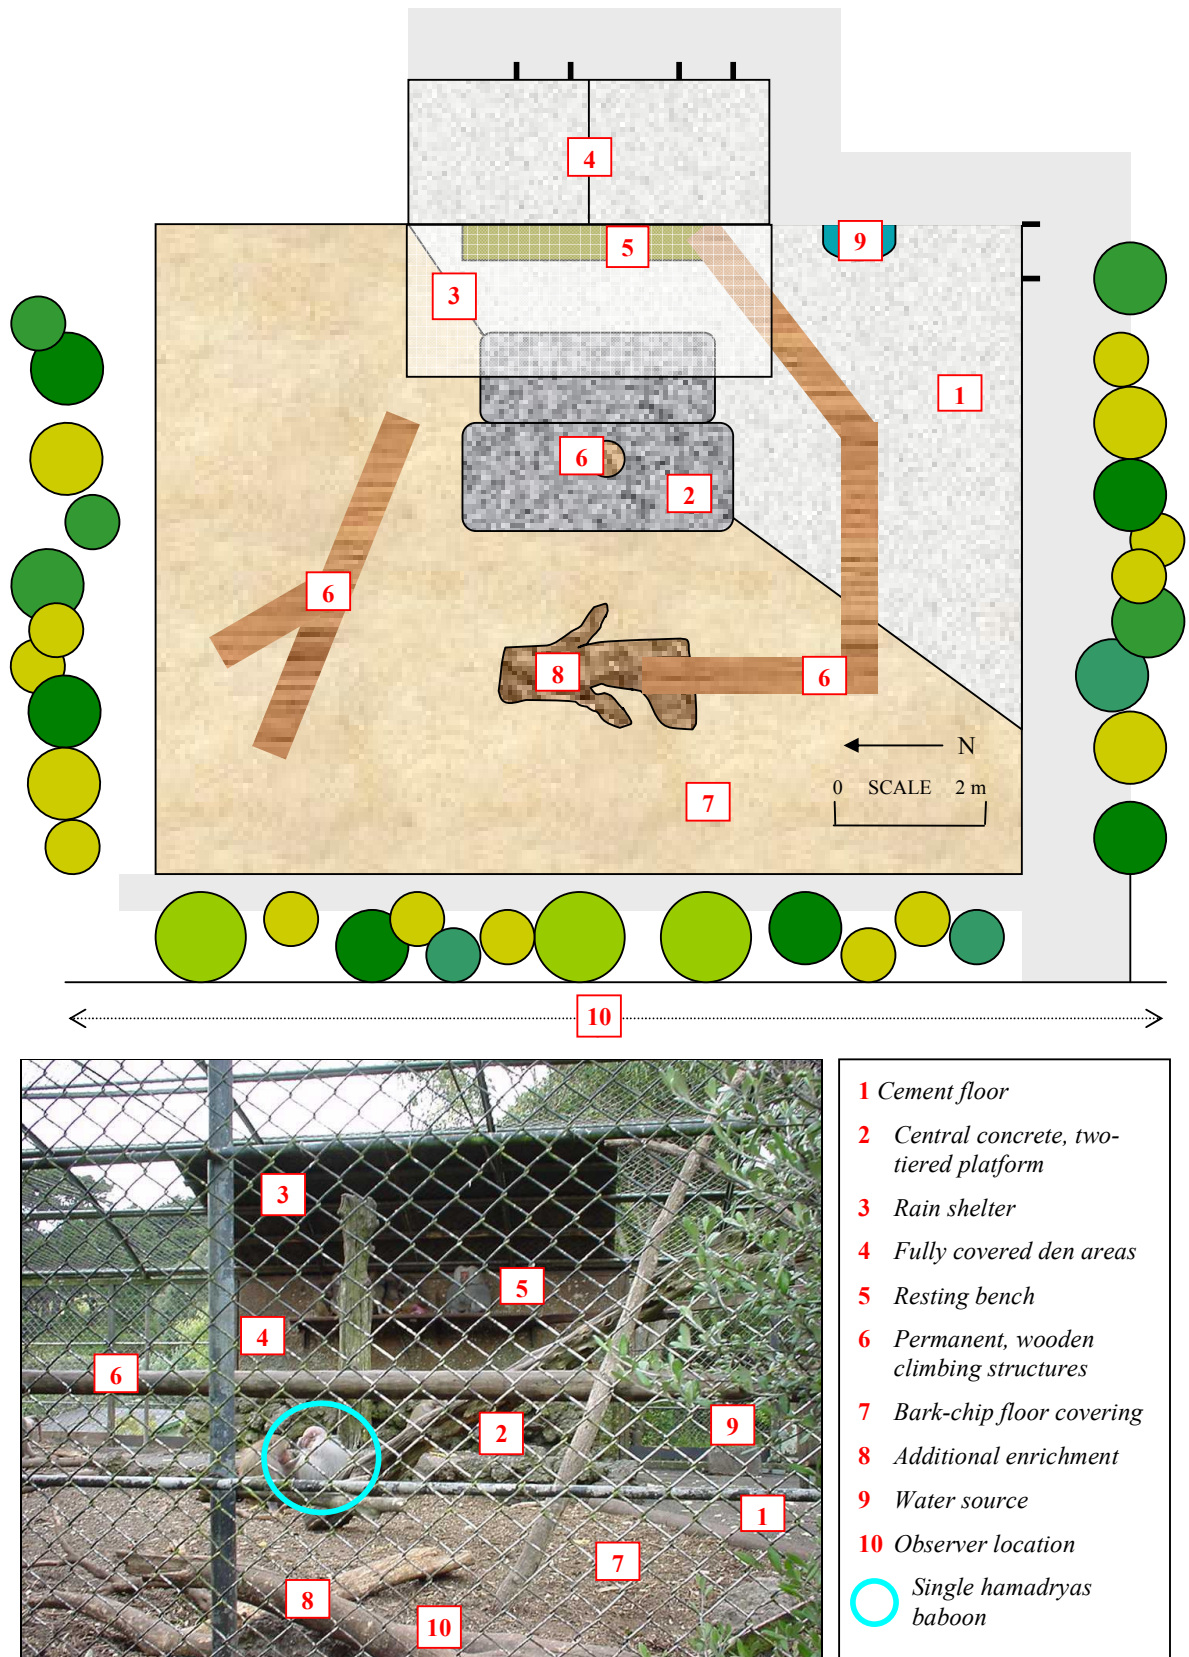 4
5
9
3
1
6
2
6
8
6
N
7
0 SCALE 2 m
10
3
5
4
6
9
2
1
7
8
10
1 Cement floor
2 Central concrete, two-
tiered platform
3 Rain shelter
4 Fully covered den areas
5 Resting bench
6 Permanent, wooden
climbing structures
7 Bark-chip floor covering
8 Additional enrichment
9 Water source
10 Observer location
Single hamadryas
baboon